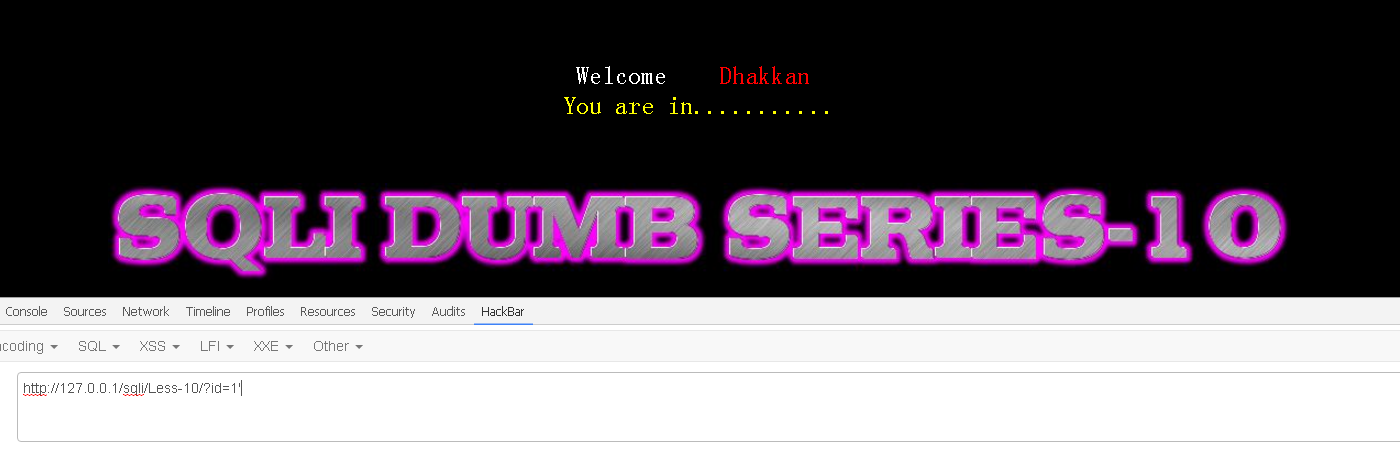 Welcome Dhakkan
You are in...........
SQLI DUMB SERIES-10
Console Sources Network Timeline Profiles Resources Security Audits HackBar
ncoding SQL XSS LFI XXE Other
http://127.0.0.1/sqli/Less-10/?id=1'